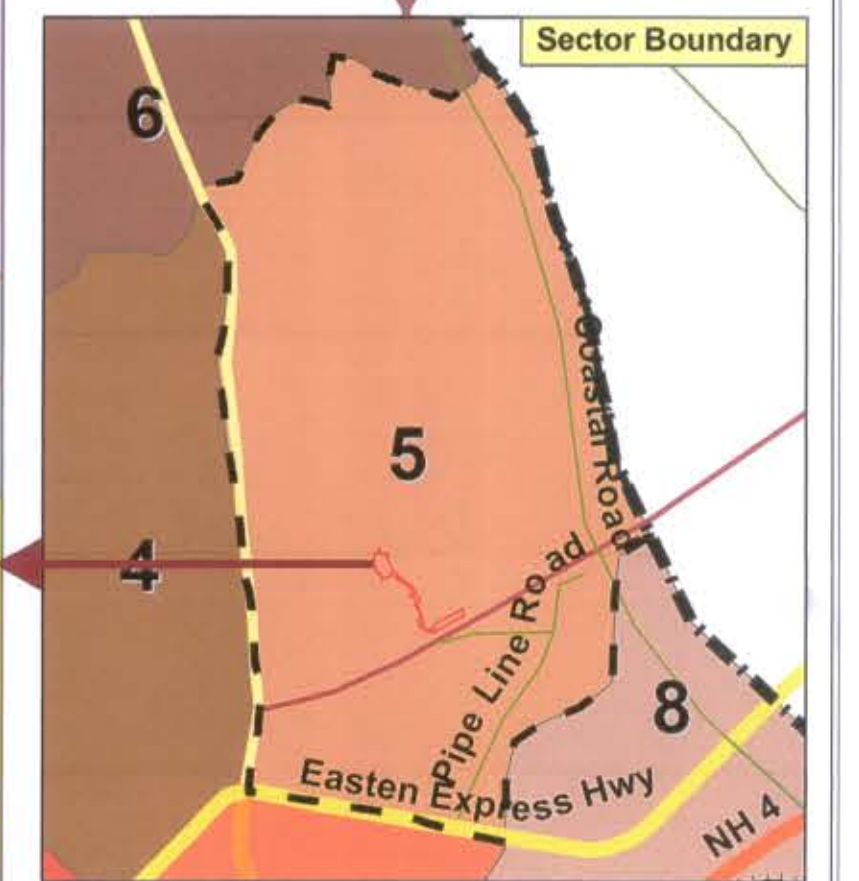 Sector Boundary
6
5
4
Coastal Road
Pipe Line Road
8
Easten Express Hwy
NH 4